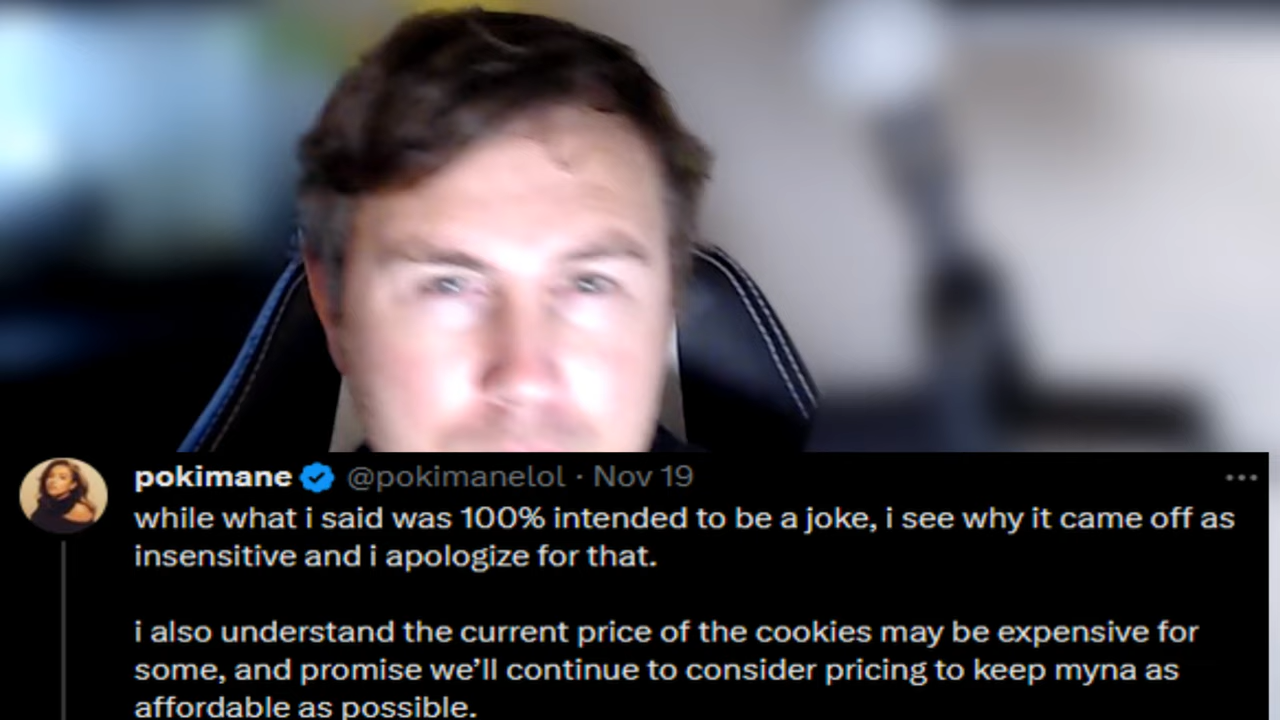 pokimane @pokimanelol · Nov 19
while what i said was 100% intended to be a joke, i see why it came off as
insensitive and i apologize for that.
i also understand the current price of the cookies may be expensive for
some, and promise we’ll continue to consider pricing to keep myna as
affordable as possible.